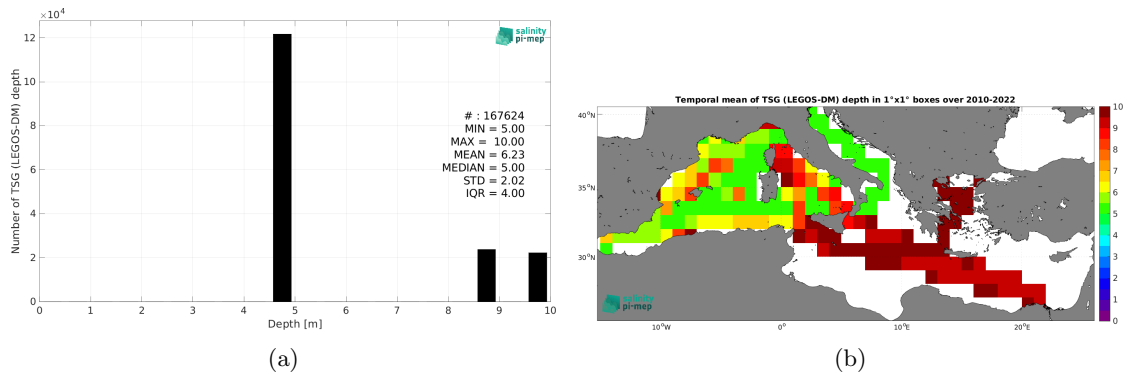 ×10⁴
12
10
8
6
4
2
0
0 1 2 3 4 5 6 7 8 9 10
Number of TSG (LEGOS-DM) depth
Depth [m]
salinity
pi-mep
# : 167624
MIN = 5.00
MAX = 10.00
MEAN = 6.23
MEDIAN = 5.00
STD = 2.02
IQR = 4.00
(a)
Temporal mean of TSG (LEGOS-DM) depth in 1°x1° boxes over 2010-2022
40°N
35°N
30°N
10°W 0° 10°E 20°E
salinity
pi-mep
10
9
8
7
6
5
4
3
2
1
0
(b)